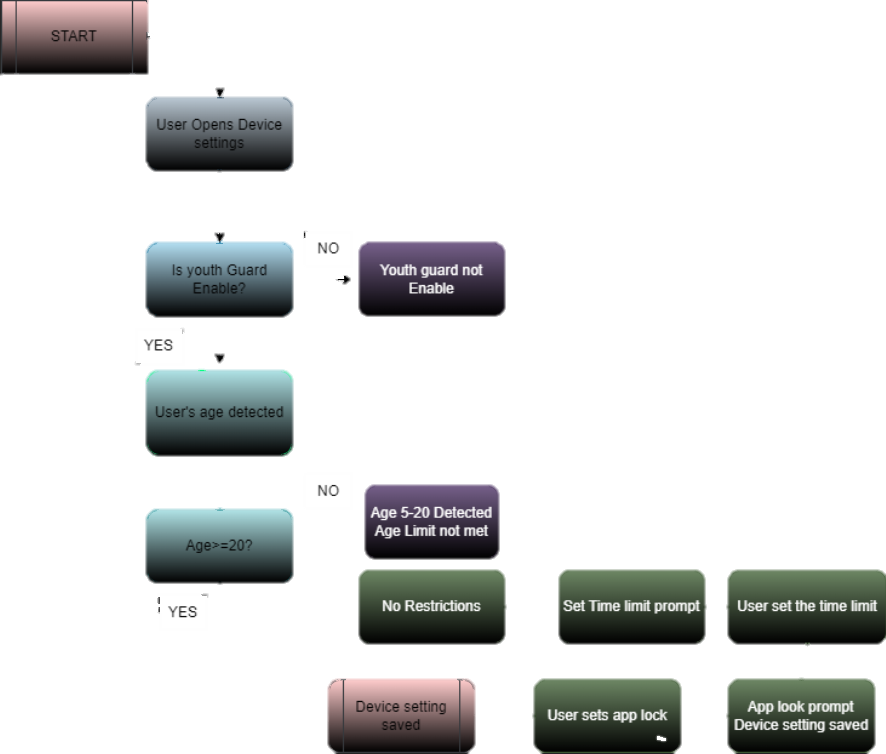 START
User Opens Device
settings
NO
Is youth Guard
Enable?
Youth guard not
Enable
YES
User's age detected
NO
Age 5-20 Detected
Age Limit not met
Age>=20?
YES
No Restrictions
Set Time limit prompt
User set the time limit
Device setting
saved
User sets app lock
App look prompt
Device setting saved